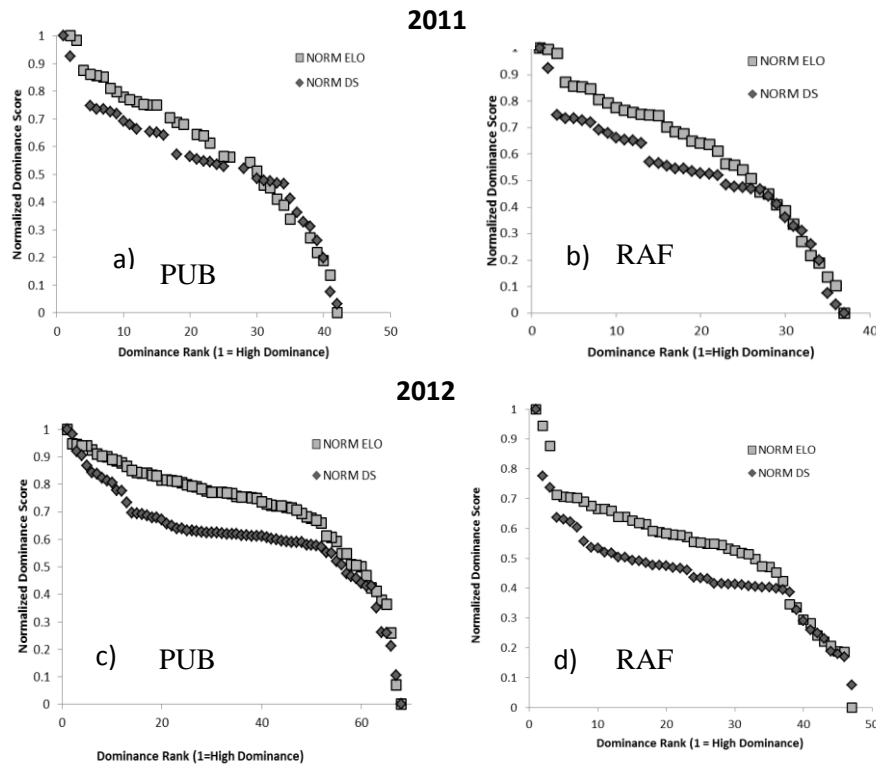 2011
Normalized Dominance Score
1
0.9
0.8
0.7
0.6
0.5
0.4
0.3
0.2
0.1
0
NORM ELO
NORM DS
a) PUB
0 10 20 30 40 50
Dominance Rank (1 = High Dominance)
Normalized Dominance Score
1
0.9
0.8
0.7
0.6
0.5
0.4
0.3
0.2
0.1
0
NORM ELO
NORM DS
b) RAF
0 10 20 30 40
Dominance Rank (1=High Dominance)
2012
Normalized Dominance Score
1
0.9
0.8
0.7
0.6
0.5
0.4
0.3
0.2
0.1
0
NORM ELO
NORM DS
c) PUB
0 20 40 60
Dominance Rank (1=High Dominance)
Normalized Dominance Score
1
0.9
0.8
0.7
0.6
0.5
0.4
0.3
0.2
0.1
0
NORM ELO
NORM DS
d) RAF
0 10 20 30 40 50
Dominance Rank (1 = High Dominance)